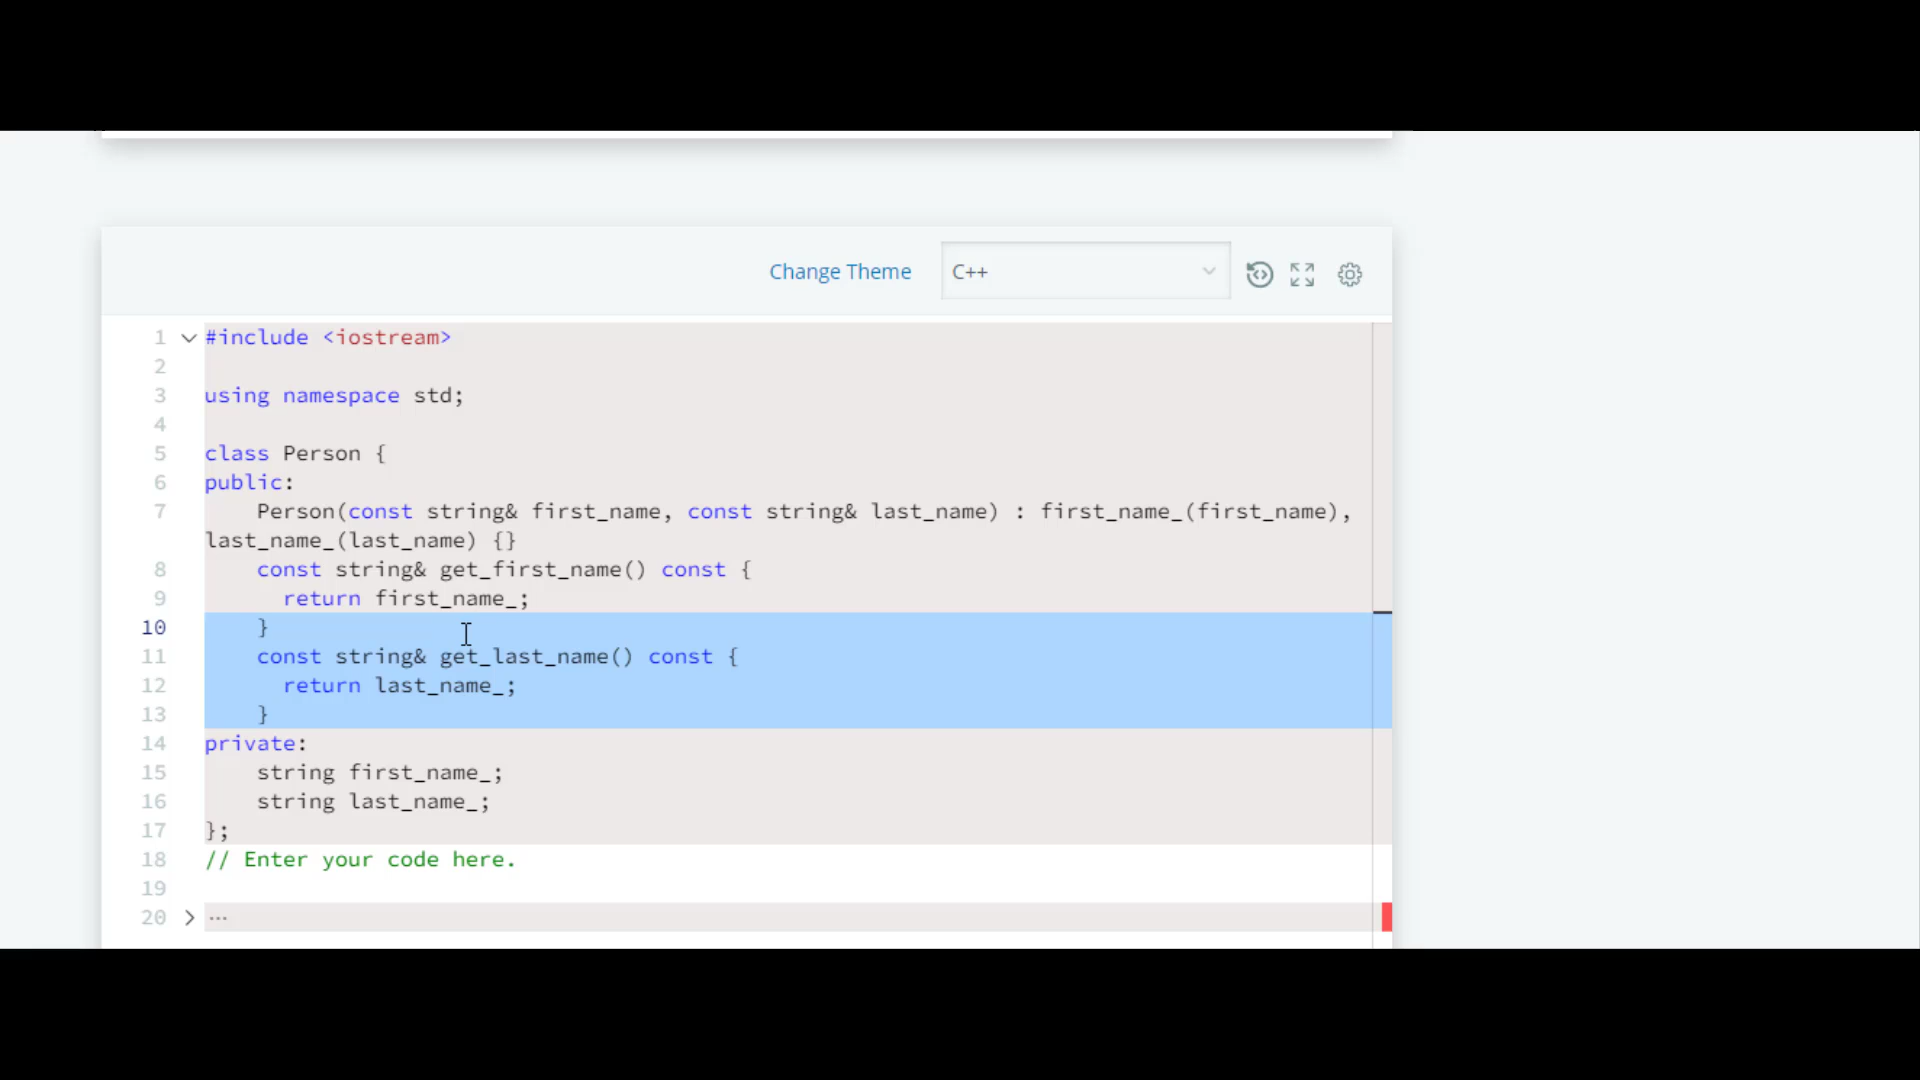 Change Theme C++
1 #include <iostream>
2
3 using namespace std;
4
5 class Person {
6 public:
7 Person(const string& first_name, const string& last_name) : first_name_(first_name),
last_name_(last_name) {}
8 const string& get_first_name() const {
9 return first_name_;
10 }
11 const string& get_last_name() const {
12 return last_name_;
13 }
14 private:
15 string first_name_;
16 string last_name_;
17 };
18 // Enter your code here.
19
20 ...